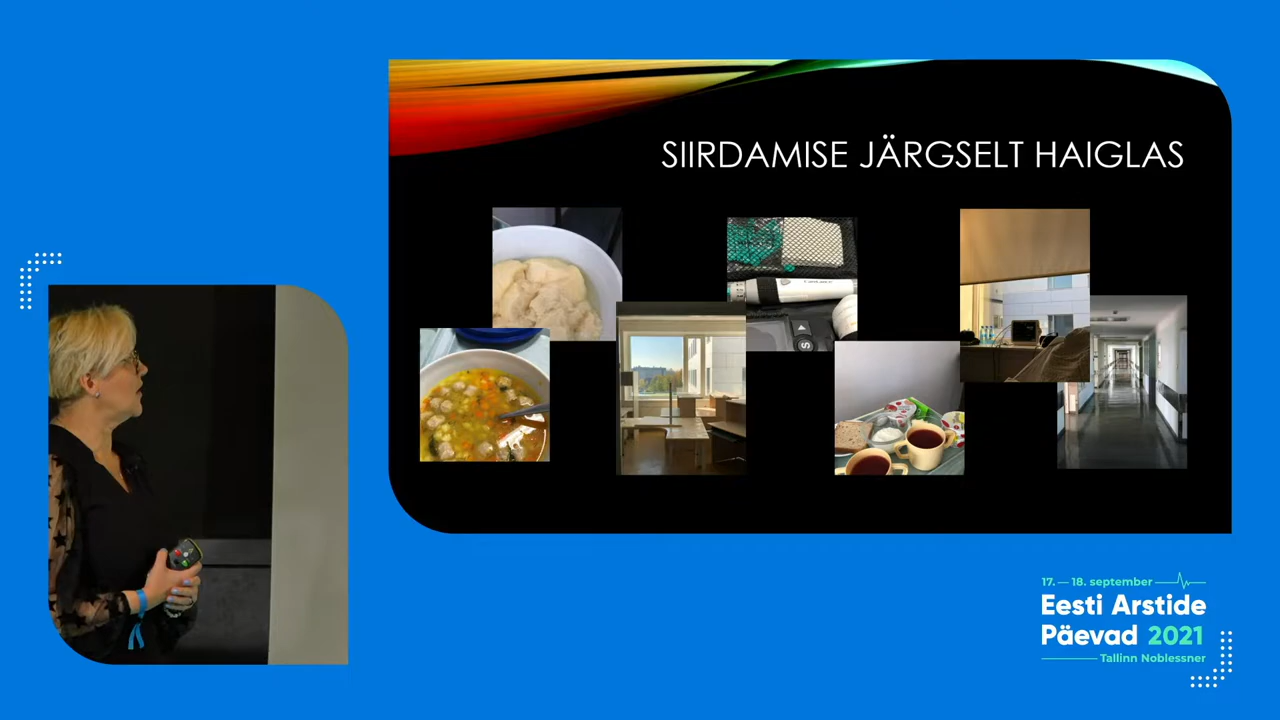 SIIRDAMISE JÄRGSELT HAIGLAS
17. — 18. september
Eesti Arstide
Päevad 2021
Tallinn Noblessner